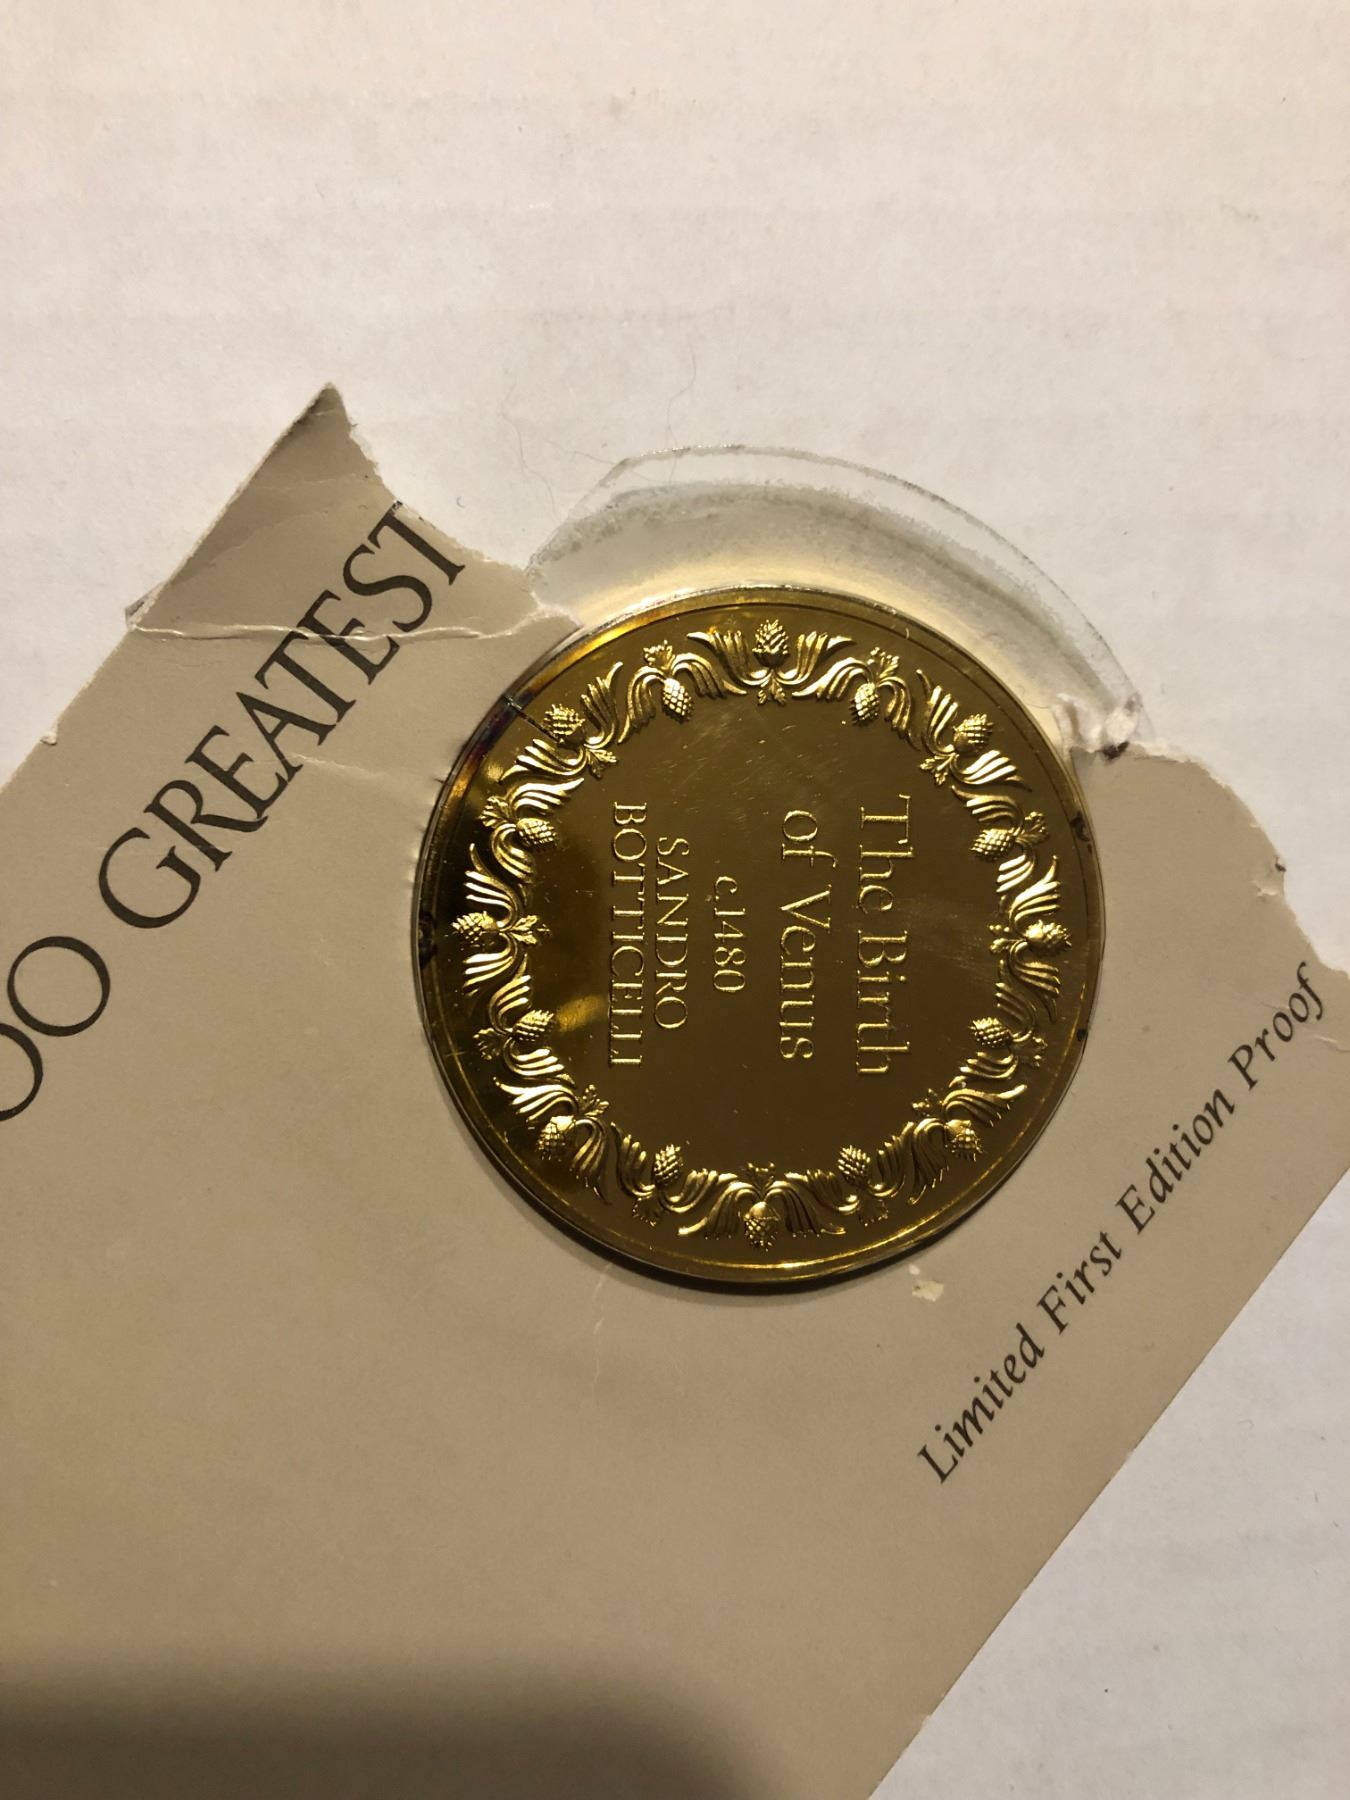 OO GREATEST
The Birth
of Venus
c.1480
SANDRO
BOTTICELLI
Limited First Edition Proof